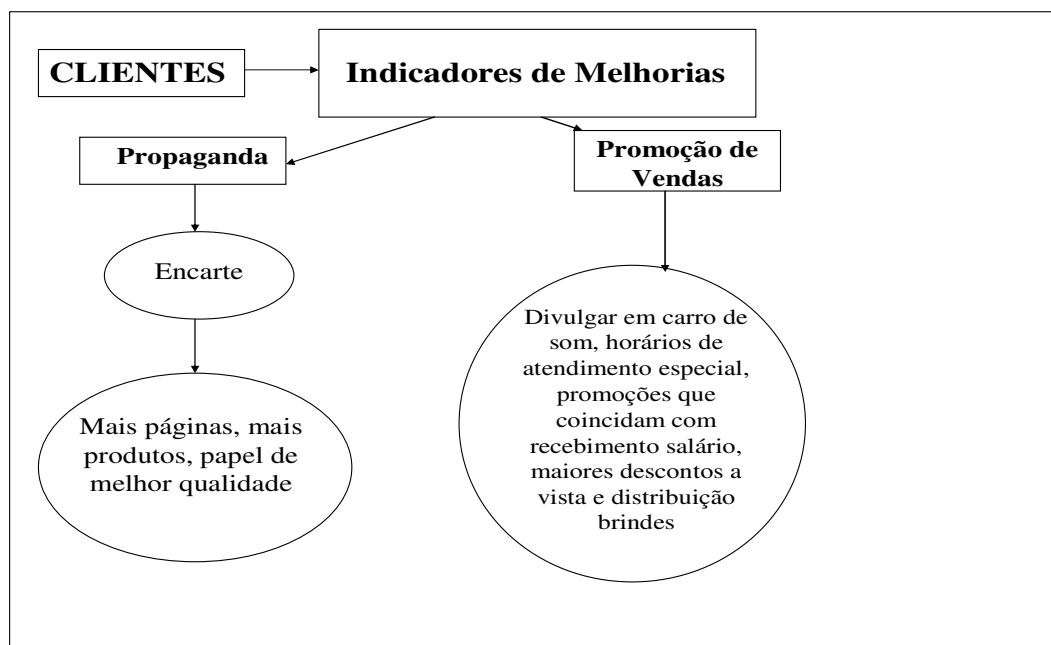 CLIENTES
Indicadores de Melhorias
Propaganda
Promoção de
Vendas
Encarte
Mais páginas, mais
produtos, papel de
melhor qualidade
Divulgar em carro de
som, horários de
atendimento especial,
promoções que
coincidam com
recebimento salário,
maiores descontos a
vista e distribuição
brindes